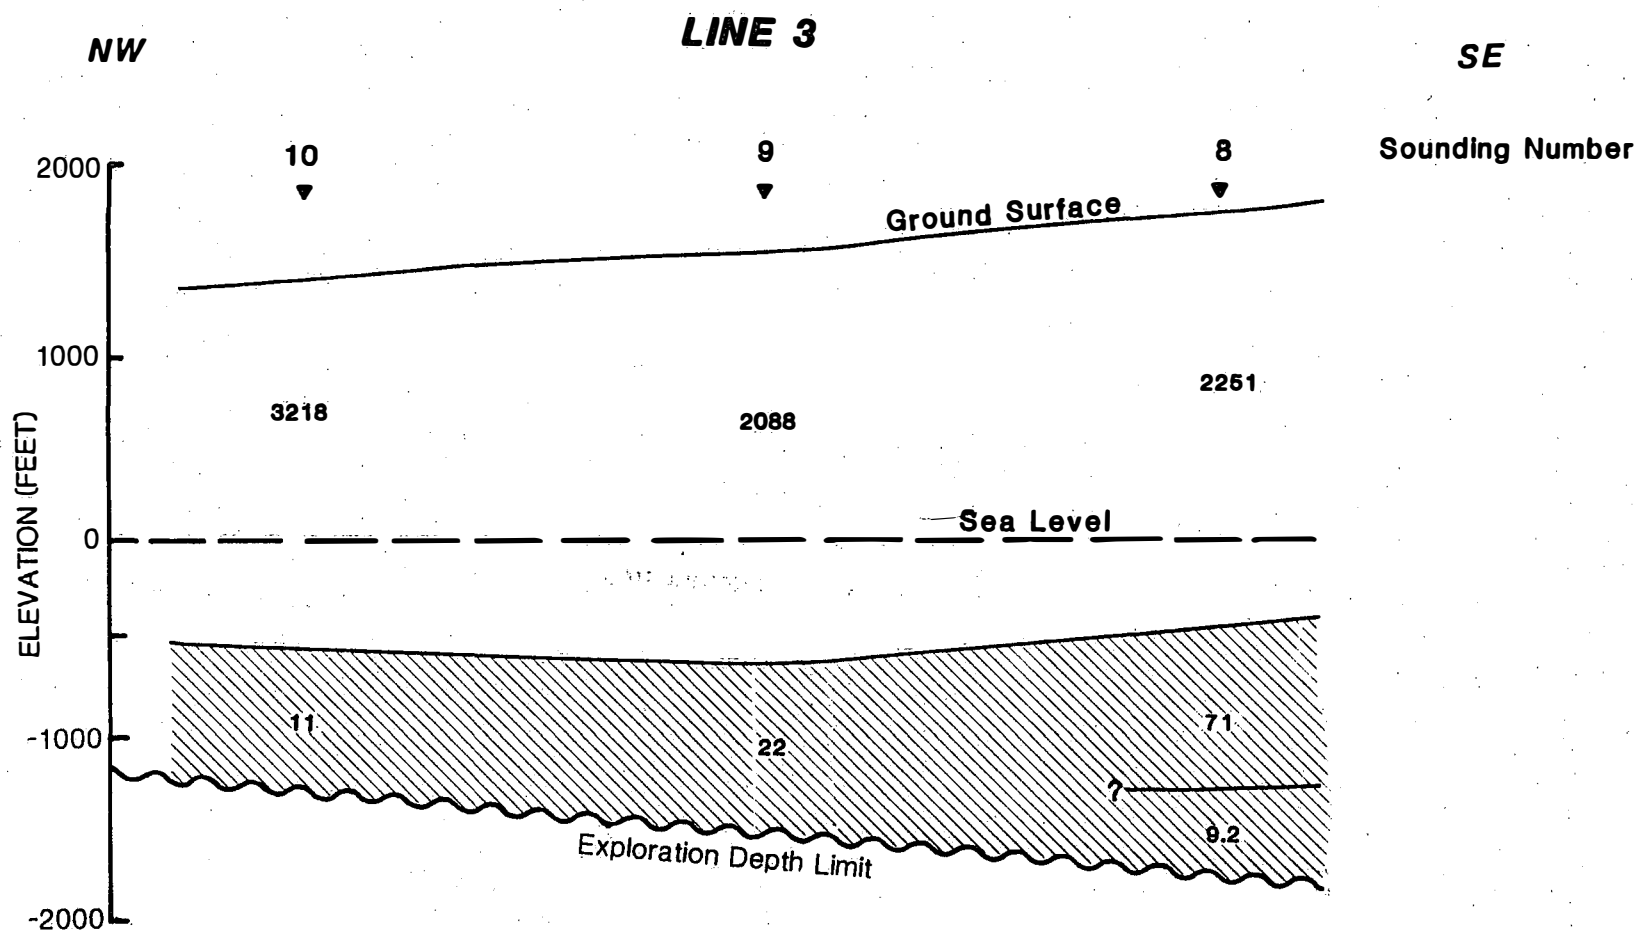 LINE 3
NW
SE
10
9
8
Sounding Number
2000
Ground Surface
1000
2251
3218
2088
ELEVATION (FEET)
Sea Level
0
11
71
-1000
22
?
9.2
Exploration Depth Limit
-2000